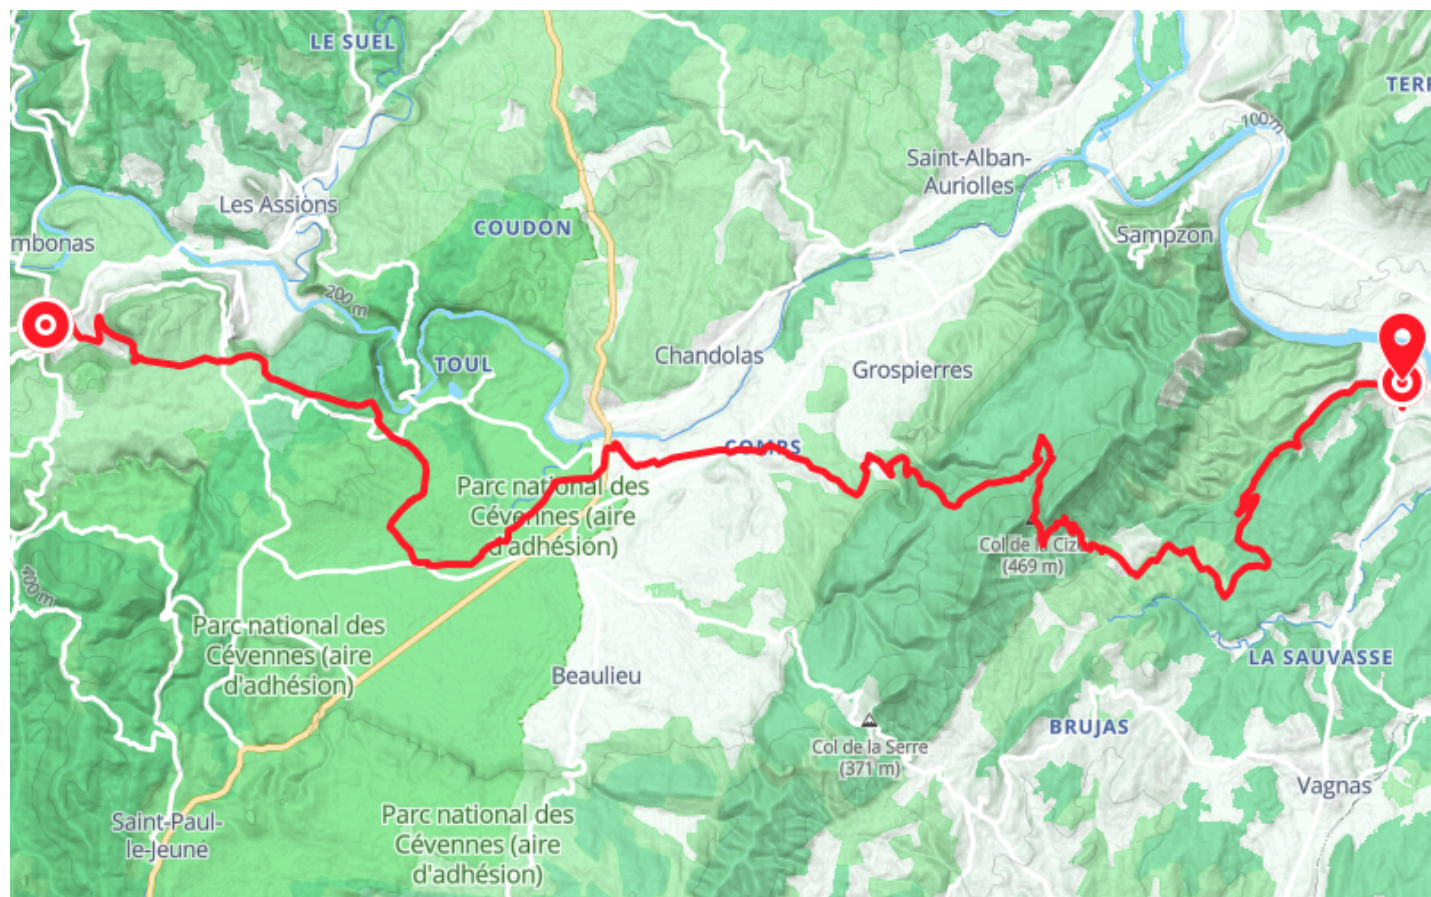 LE SUEL
TERR
100 m
Saint-Alban-
Auriolles
Les Assions
COUDON
Sampzon
mbonas
200 m
Chandolas
TOUL
Grospierres
COMPS
Parc national des
Cévennes (aire
d'adhésion)
Col de la Cize
(469 m)
400 m
Parc national des
Cévennes (aire
d'adhésion)
LA SAUVASSE
Beaulieu
BRUJAS
Col de la Serre
(371 m)
Vagnas
Parc national des
Cévennes (aire
d'adhésion)
Saint-Paul-
le-Jeune